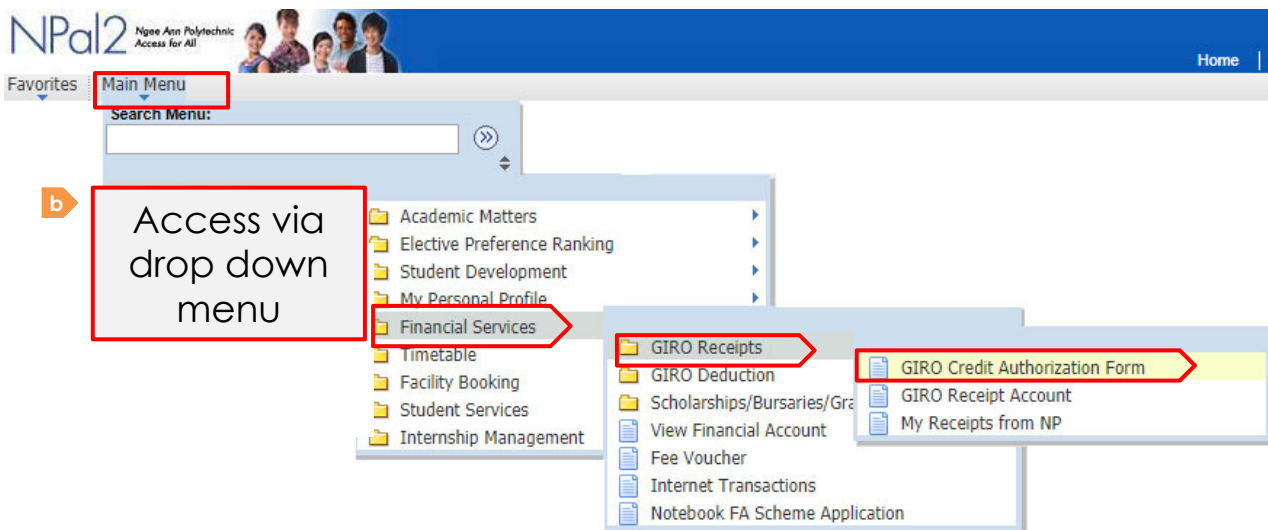 NPal2 Ngee Ann Polytechnic
Access for All
Home |
Favorites Main Menu
Search Menu:
b
Access via
drop down
menu
Academic Matters
Elective Preference Ranking
Student Development
My Personal Profile
Financial Services
Timetable
Facility Booking
Student Services
Internship Management
GIRO Receipts
GIRO Deduction
Scholarships/Bursaries/Gra
View Financial Account
Fee Voucher
Internet Transactions
Notebook FA Scheme Application
GIRO Credit Authorization Form
GIRO Receipt Account
My Receipts from NP